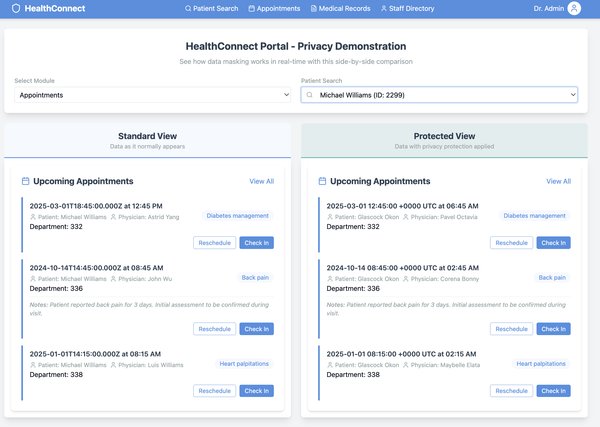 HealthConnect Patient Search Appointments Medical Records Staff Directory Dr. Admin
HealthConnect Portal - Privacy Demonstration
See how data masking works in real-time with this side-by-side comparison
Select Module
Appointments
Patient Search
Michael Williams (ID: 2299)
Standard View
Data as it normally appears
Upcoming Appointments View All
2025-03-01T18:45:00.000Z at 12:45 PM
Patient: Michael Williams Physician: Astrid Yang Diabetes management
Department: 332
Reschedule Check In
2024-10-14T14:45:00.000Z at 08:45 AM
Patient: Michael Williams Physician: John Wu Back pain
Department: 336
Notes: Patient reported back pain for 3 days. Initial assessment to be confirmed during
visit.
Reschedule Check In
2025-01-01T14:15:00.000Z at 08:15 AM
Patient: Michael Williams Physician: Luis Williams Heart palpitations
Department: 338
Reschedule Check In
Protected View
Data with privacy protection applied
Upcoming Appointments View All
2025-03-01 12:45:00 +0000 UTC at 06:45 AM
Patient: Glascock Okon Physician: Pavel Octavia Diabetes management
Department: 332
Reschedule Check In
2024-10-14 08:45:00 +0000 UTC at 02:45 AM
Patient: Glascock Okon Physician: Corena Bonny Back pain
Department: 336
Notes: Patient reported back pain for 3 days. Initial assessment to be confirmed during
visit.
Reschedule Check In
2025-01-01 08:15:00 +0000 UTC at 02:15 AM
Patient: Glascock Okon Physician: Maybelle Elata Heart palpitations
Department: 338
Reschedule Check In